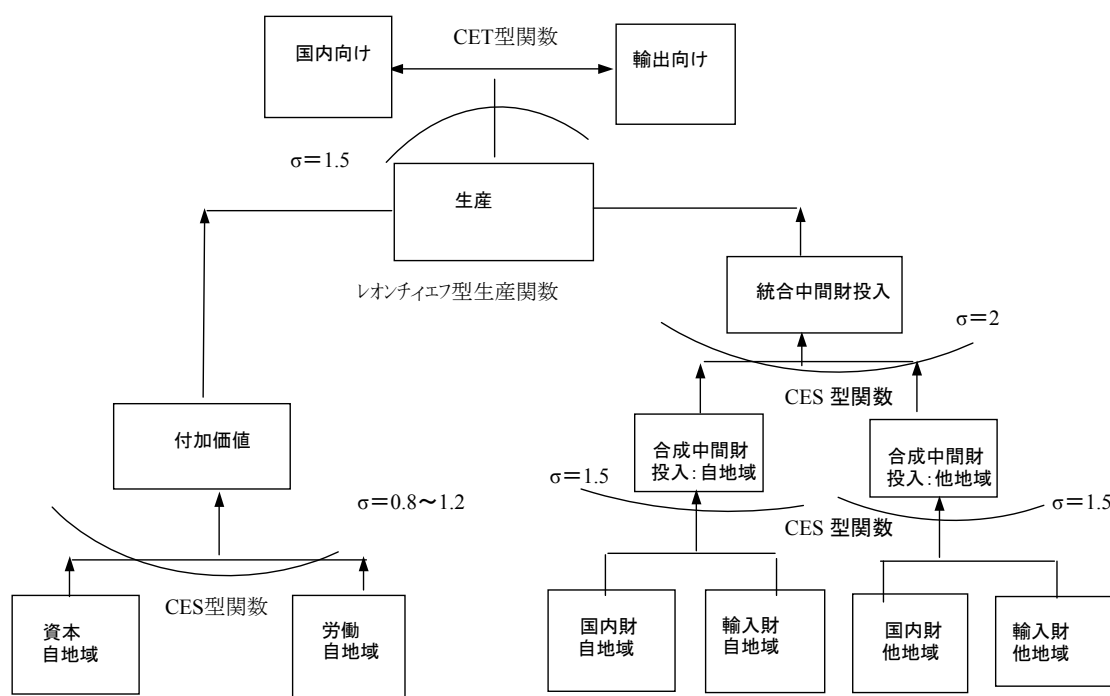 CET型関数
国内向け
輸出向け
σ＝1.5
生産
レオンチィエフ型生産関数
統合中間財投入
σ＝2
CES 型関数
付加価値
合成中間財
投入：自地域
合成中間財
投入：他地域
σ＝1.5
σ＝0.8～1.2
CES 型関数
σ＝1.5
CES型関数
資本
自地域
労働
自地域
国内財
自地域
輸入財
自地域
国内財
他地域
輸入財
他地域